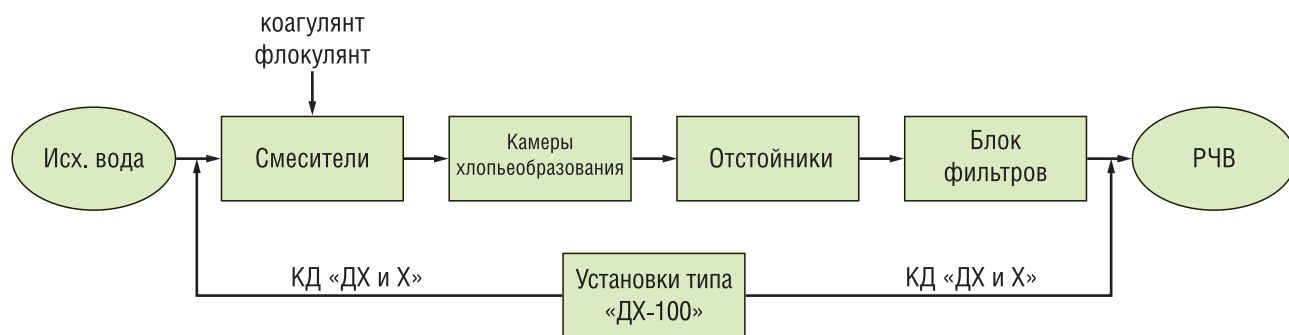 коагулянт
флокулянт
Исх. вода
Смесители
Камеры
хлопьеобразования
Отстойники
Блок
фильтров
РЧВ
КД «ДХ и Х»
Установки типа
«ДХ-100»
КД «ДХ и Х»